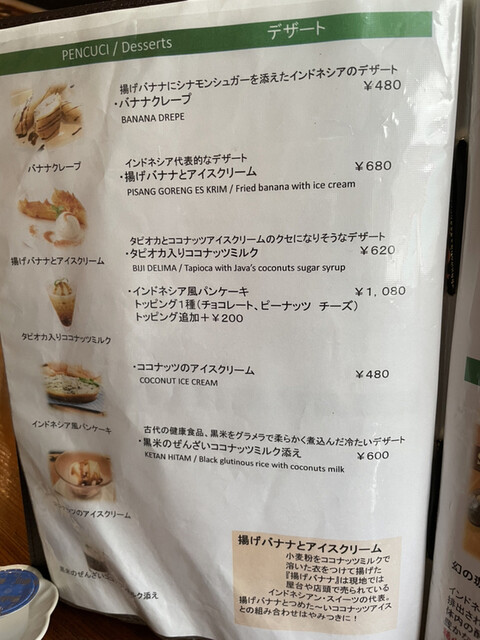 PENCUCI / Desserts デザート
揚げバナナにシナモンシュガーを添えたインドネシアのデザート
・バナナクレープ ￥480
BANANA DREPE
バナナクレープ
インドネシア代表的なデザート
・揚げバナナとアイスクリーム ￥680
PISANG GORENG ES KRIM / Fried banana with ice cream
揚げバナナとアイスクリーム
タピオカとココナッツアイスクリームのクセになりそうなデザート
・タピオカ入りココナッツミルク ￥620
BIJI DELIMA / Tapioca with Java's coconuts sugar syrup
タピオカ入りココナッツミルク
・インドネシア風パンケーキ ￥1,080
トッピング1種(チョコレート、ピーナッツ チーズ)
トッピング追加＋￥200
インドネシア風パンケーキ
・ココナッツのアイスクリーム ￥480
COCONUT ICE CREAM
ツのアイスクリーム
古代の健康食品、黒米をグラメラで柔らかく煮込んだ冷たいデザート
・黒米のぜんざいココナッツミルク添え ￥600
KETAN HITAM / Black glutinous rice with coconuts milk
黒米のぜんざい
ルク添え
揚げバナナとアイスクリーム
小麦粉をココナッツミルクで
溶いた衣をつけて揚げた
『揚げバナナ』は現地では
屋台や店頭で売られている
インドネシアン・スイーツの代表。
揚げバナナとつめた～いココナッツアイス
との組み合わせはやみつきに！
幻の
インドネ